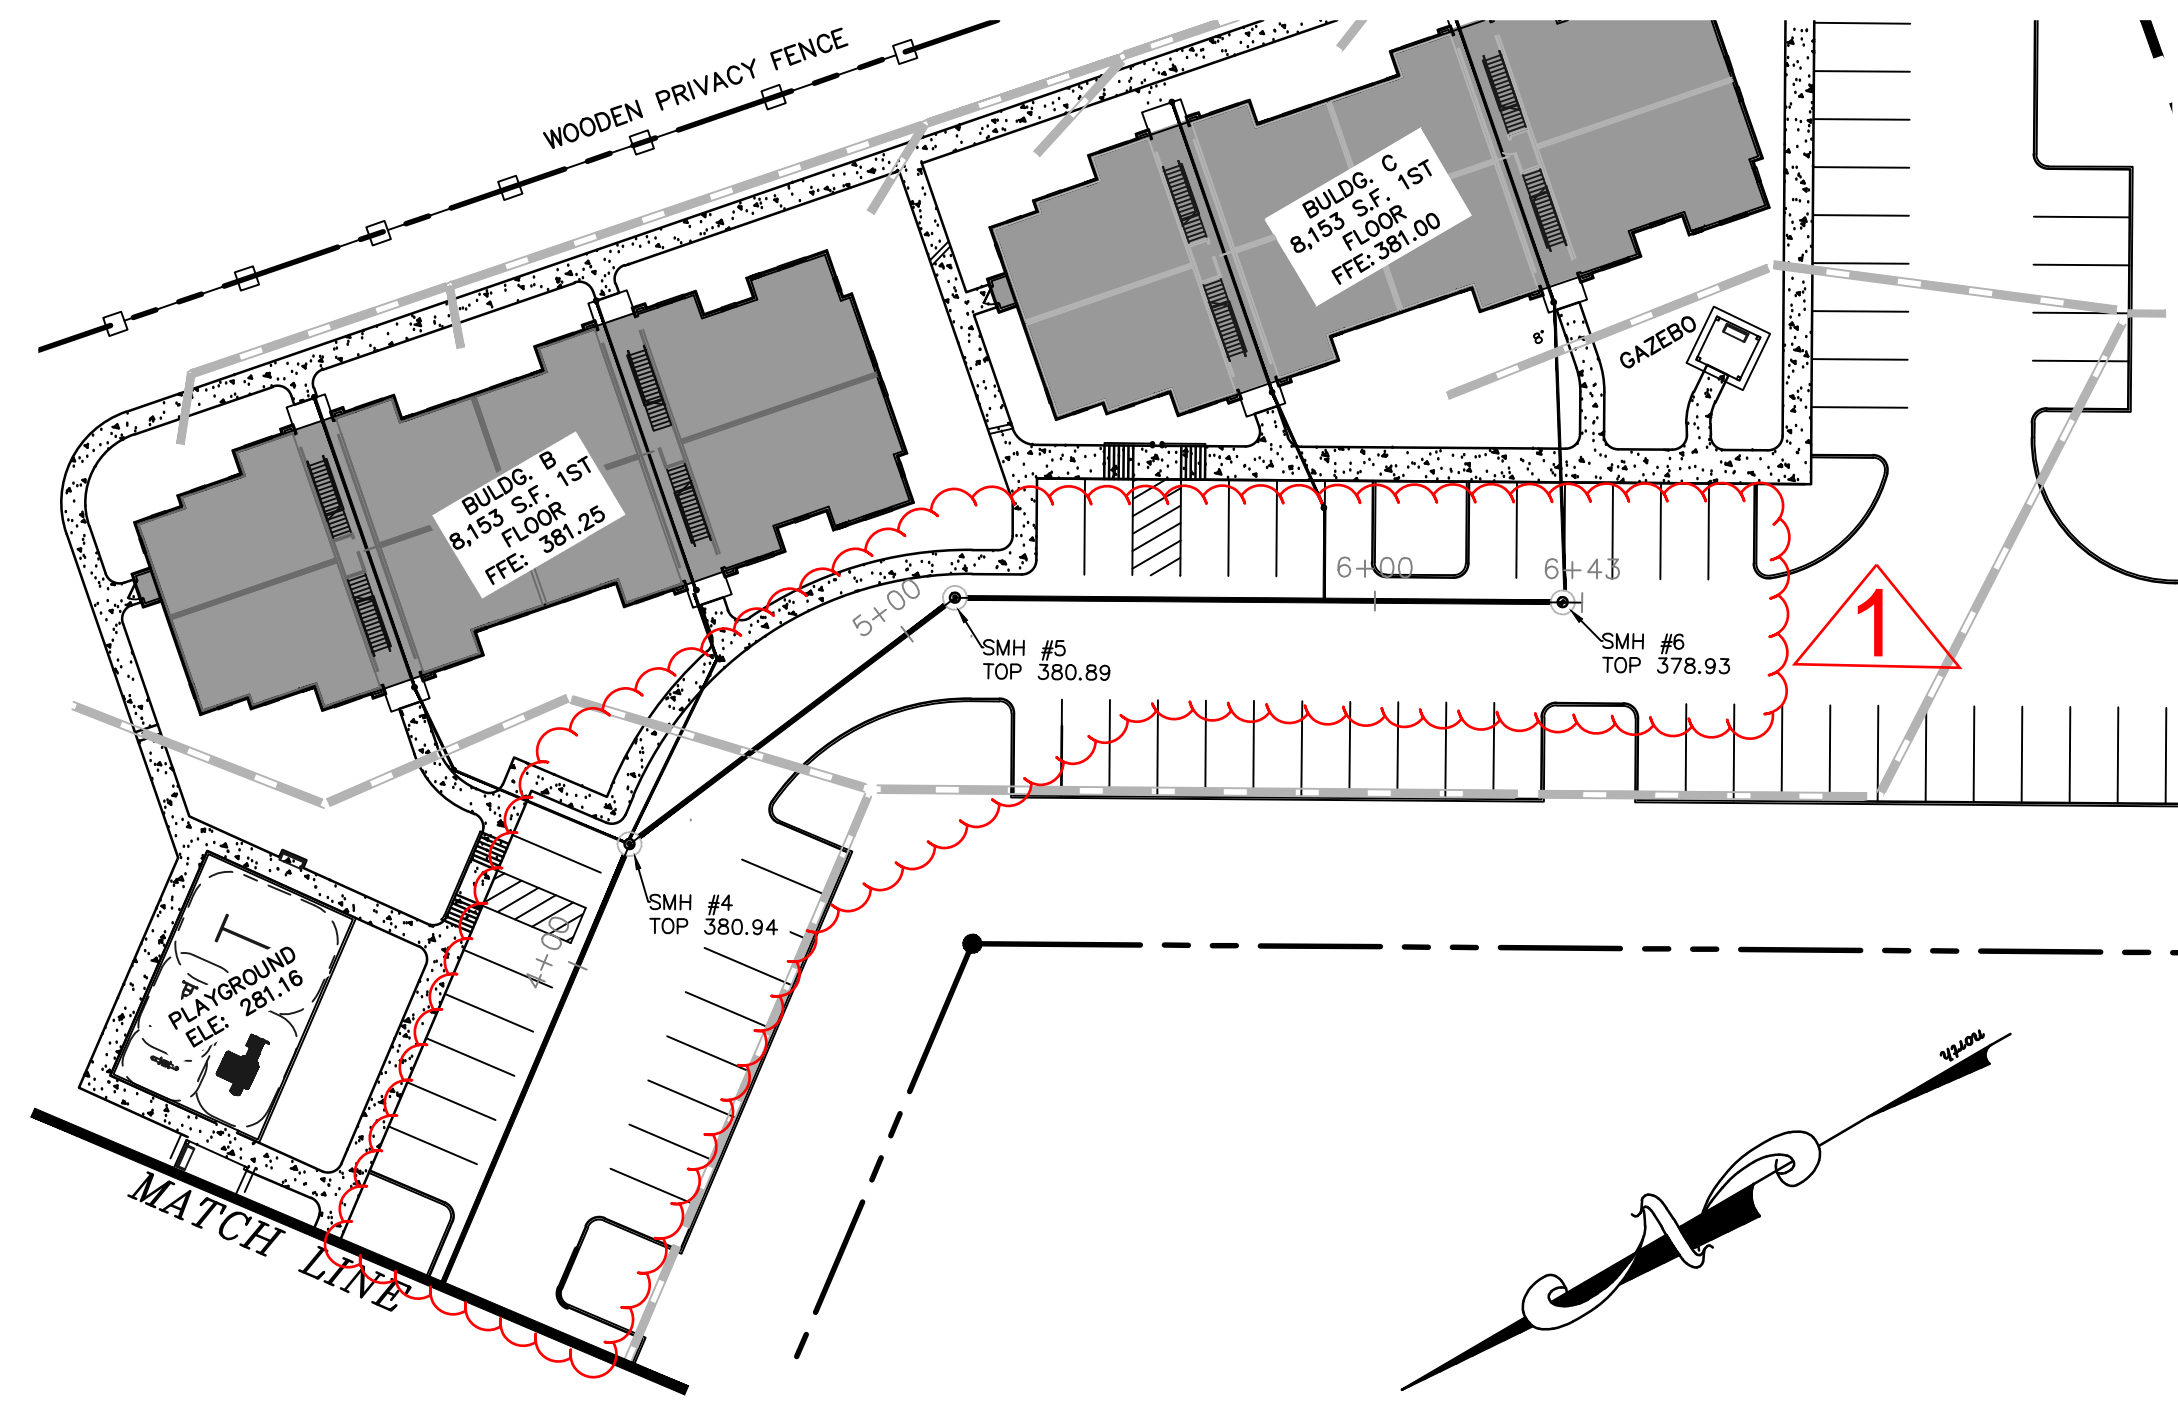 WOODEN PRIVACY FENCE
BULDG. C
8,153 S.F. 1ST
FLOOR
FFE: 381.00
8"
GAZEBO
BULDG. B
8,153 S.F. 1ST
FLOOR
FFE: 381.25
5+00
6+00
6+43
1
SMH #5
TOP 380.89
SMH #6
TOP 378.93
SMH #4
TOP 380.94
4+00
PLAYGROUND
ELE: 281.16
MATCH LINE
north
N